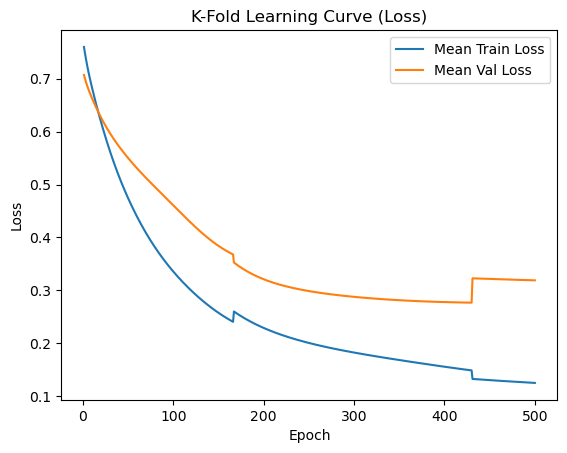 K-Fold Learning Curve (Loss)
Mean Train Loss
Mean Val Loss
Loss
0.7
0.6
0.5
0.4
0.3
0.2
0.1
0
100
200
300
400
500
Epoch